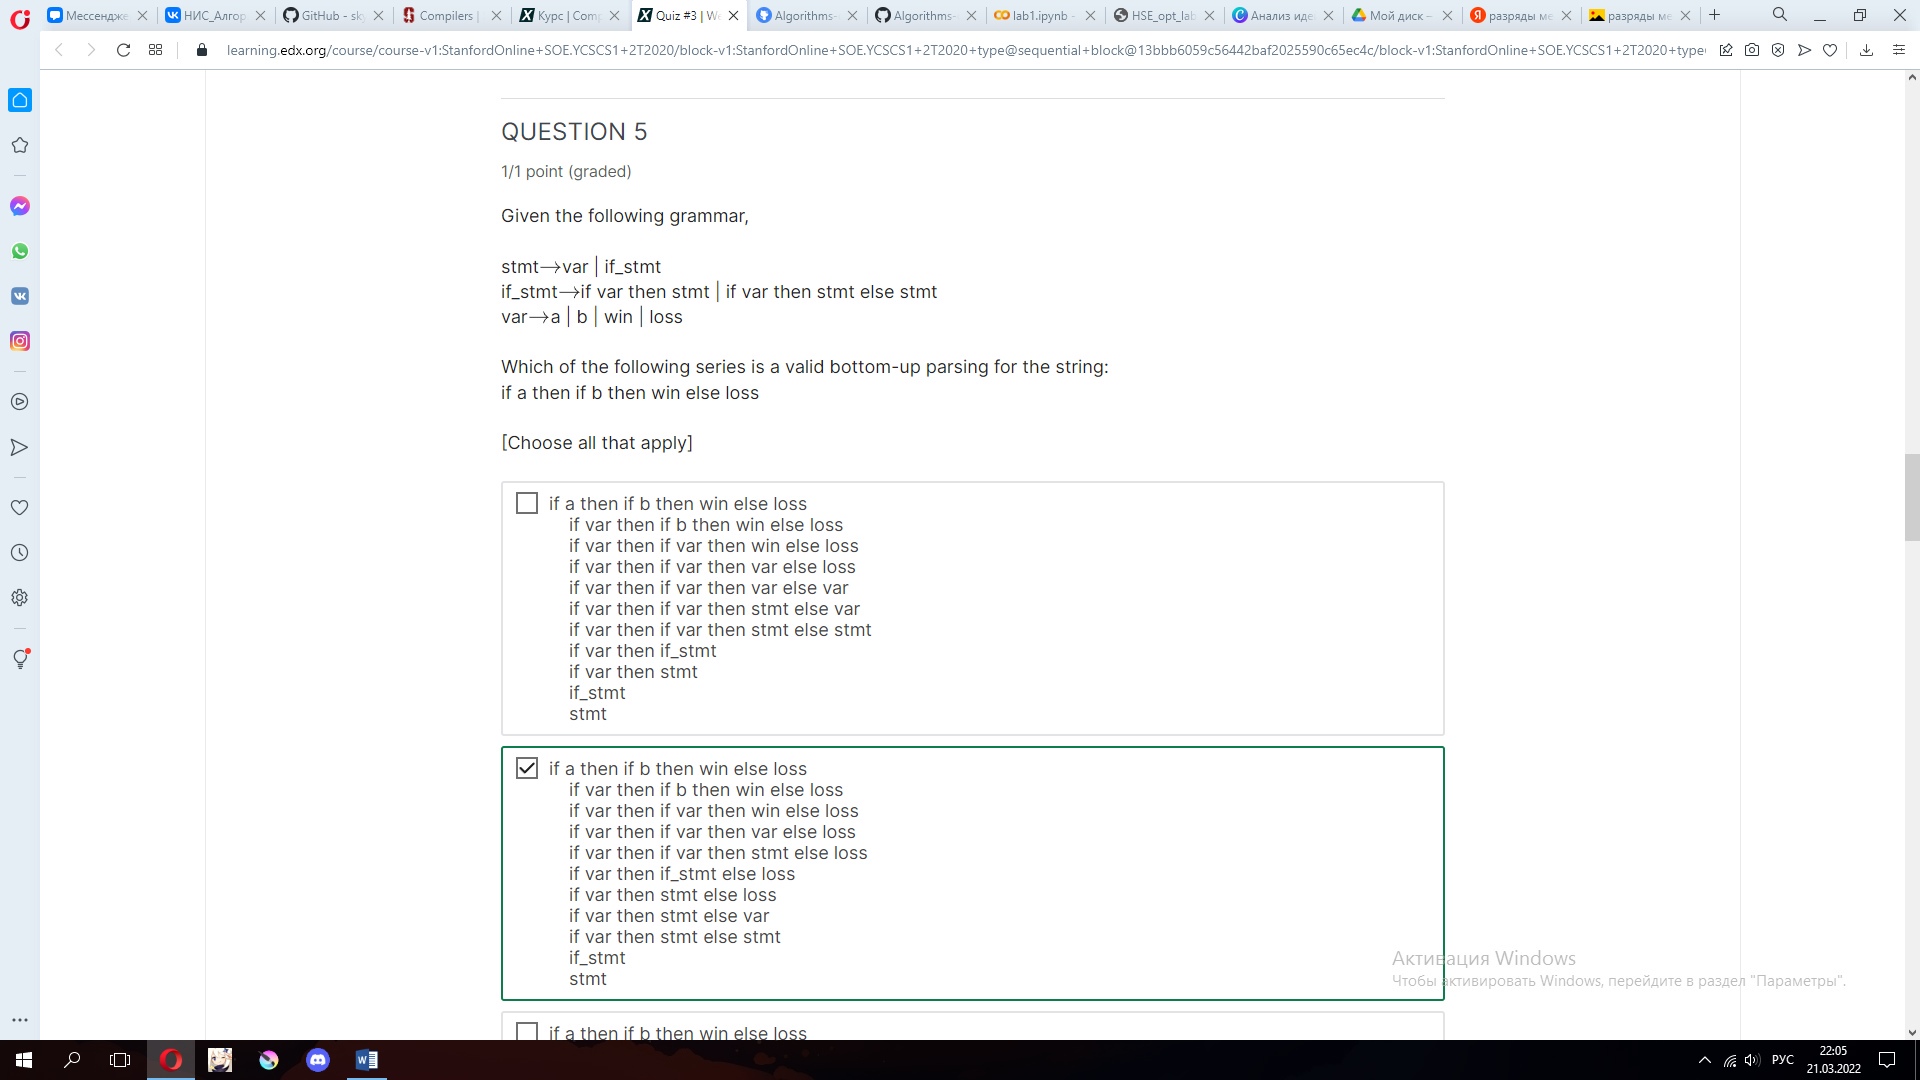 Мессендже
НИС_Алгор
GitHub - sk
Compilers |
Курс | Com
Quiz #3 | W
Algorithms-
Algorithms-
lab1.ipynb -
HSE_opt_lab
Анализ иде
Мой диск –
разряды ме
разряды ме
learning.edx.org/course/course-v1:StanfordOnline+SOE.YCSCS1+2T2020/block-v1:StanfordOnline+SOE.YCSCS1+2T2020+type@sequential+block@13bbb6059c56442baf2025590c65ec4c/block-v1:StanfordOnline+SOE.YCSCS1+2T2020+type
QUESTION 5
1/1 point (graded)
Given the following grammar,
stmt→var | if_stmt
if_stmt→if var then stmt | if var then stmt else stmt
var→a | b | win | loss
Which of the following series is a valid bottom-up parsing for the string:
if a then if b then win else loss
[Choose all that apply]
if a then if b then win else loss
if var then if b then win else loss
if var then if var then win else loss
if var then if var then var else loss
if var then if var then var else var
if var then if var then stmt else var
if var then if var then stmt else stmt
if var then if_stmt
if var then stmt
if_stmt
stmt
if a then if b then win else loss
if var then if b then win else loss
if var then if var then win else loss
if var then if var then var else loss
if var then if var then stmt else loss
if var then if_stmt else loss
if var then stmt else loss
if var then stmt else var
if var then stmt else stmt
if_stmt
stmt
Активация Windows
Чтобы активировать Windows, перейдите в раздел "Параметры".
if a then if b then win else loss
РУС
22:05
21.03.2022